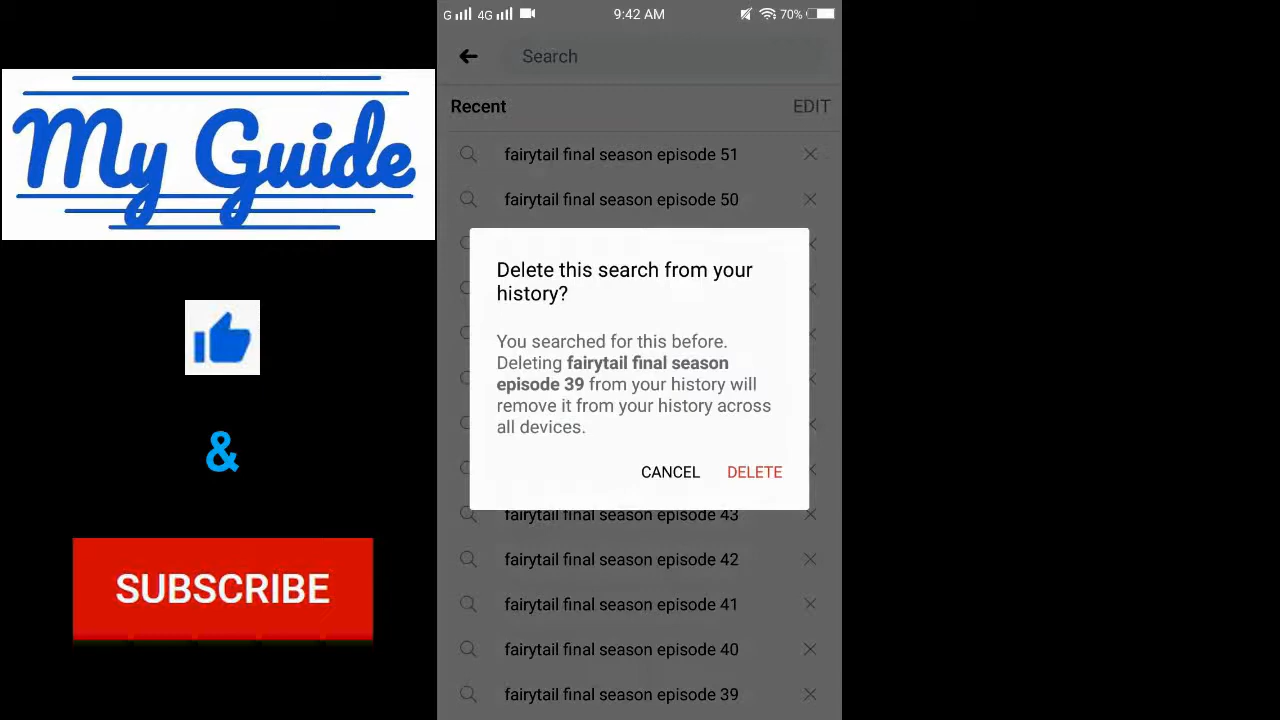 G 4G 9:42 AM 70%
Search
Recent EDIT
fairytail final season episode 51
fairytail final season episode 50
Delete this search from your
history?
You searched for this before.
Deleting fairytail final season
episode 39 from your history will
remove it from your history across
all devices.
CANCEL DELETE
fairytail final season episode 43
fairytail final season episode 42
fairytail final season episode 41
fairytail final season episode 40
fairytail final season episode 39
My Guide
&
SUBSCRIBE